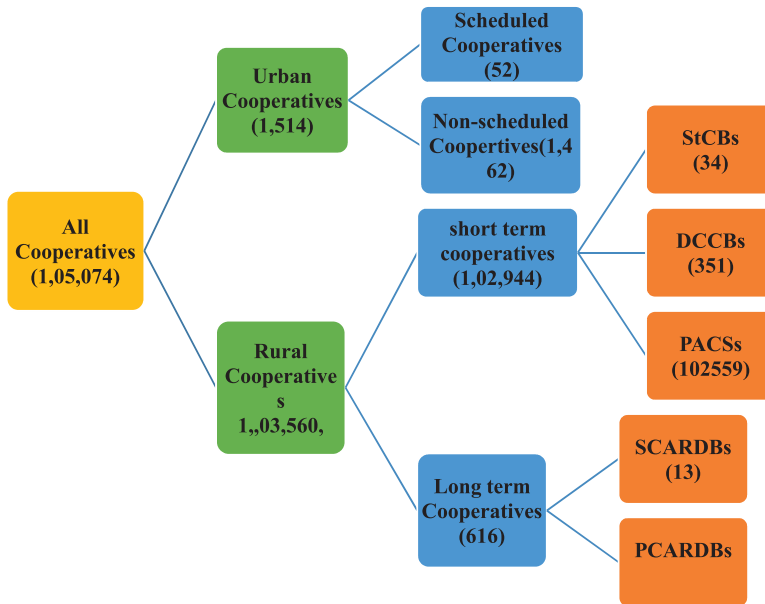 All
Cooperatives
(1,05,074)
Urban
Cooperatives
(1,514)
Rural
Cooperative
s
1,,03,560,
Scheduled
Cooperatives
(52)
Non-scheduled
Coopertives(1,4
62)
short term
cooperatives
(1,02,944)
Long term
Cooperatives
(616)
StCBs
(34)
DCCBs
(351)
PACSs
(102559)
SCARDBs
(13)
PCARDBs